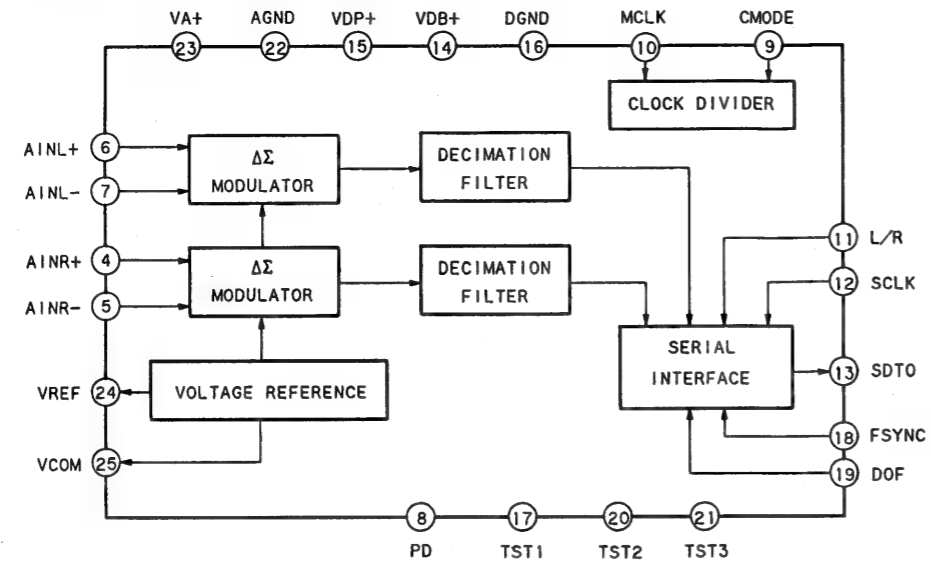 VA+ AGND VDP+ VDB+ DGND MCLK CMODE
23 22 15 14 16 10 9
CLOCK DIVIDER
AINL+ 6
ΔΣ
MODULATOR
DECIMATION
FILTER
AINL- 7
AINR+ 4
ΔΣ
MODULATOR
DECIMATION
FILTER
AINR- 5
11 L/R
12 SCLK
SERIAL
INTERFACE
13 SDTO
VREF 24
VOLTAGE REFERENCE
18 FSYNC
VCOM 25
19 DOF
8 17 20 21
PD TST1 TST2 TST3